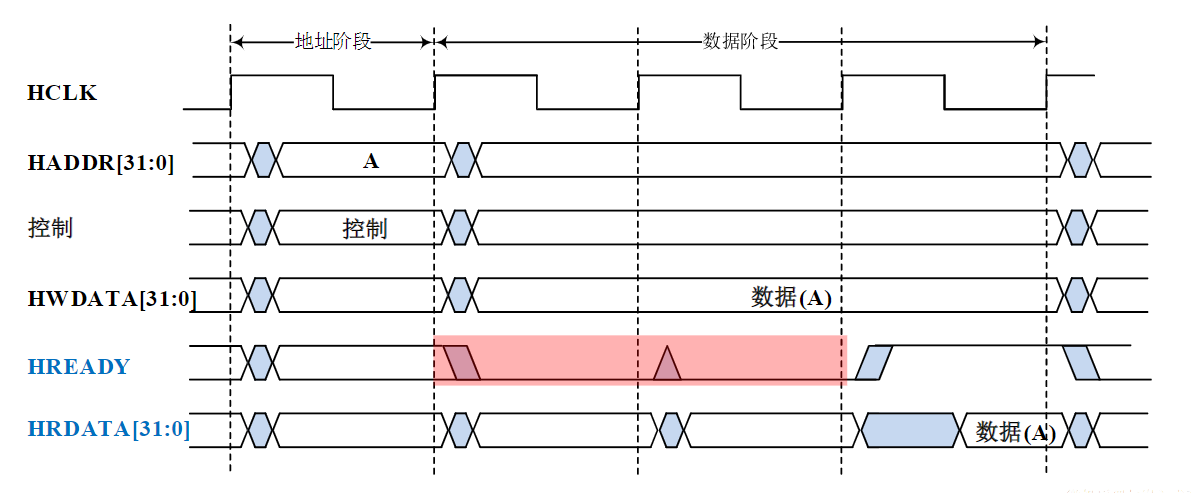 地址阶段 数据阶段
HCLK
HADDR[31:0] A
控制 控制
HWDATA[31:0] 数据(A)
HREADY
HRDATA[31:0] 数据(A)